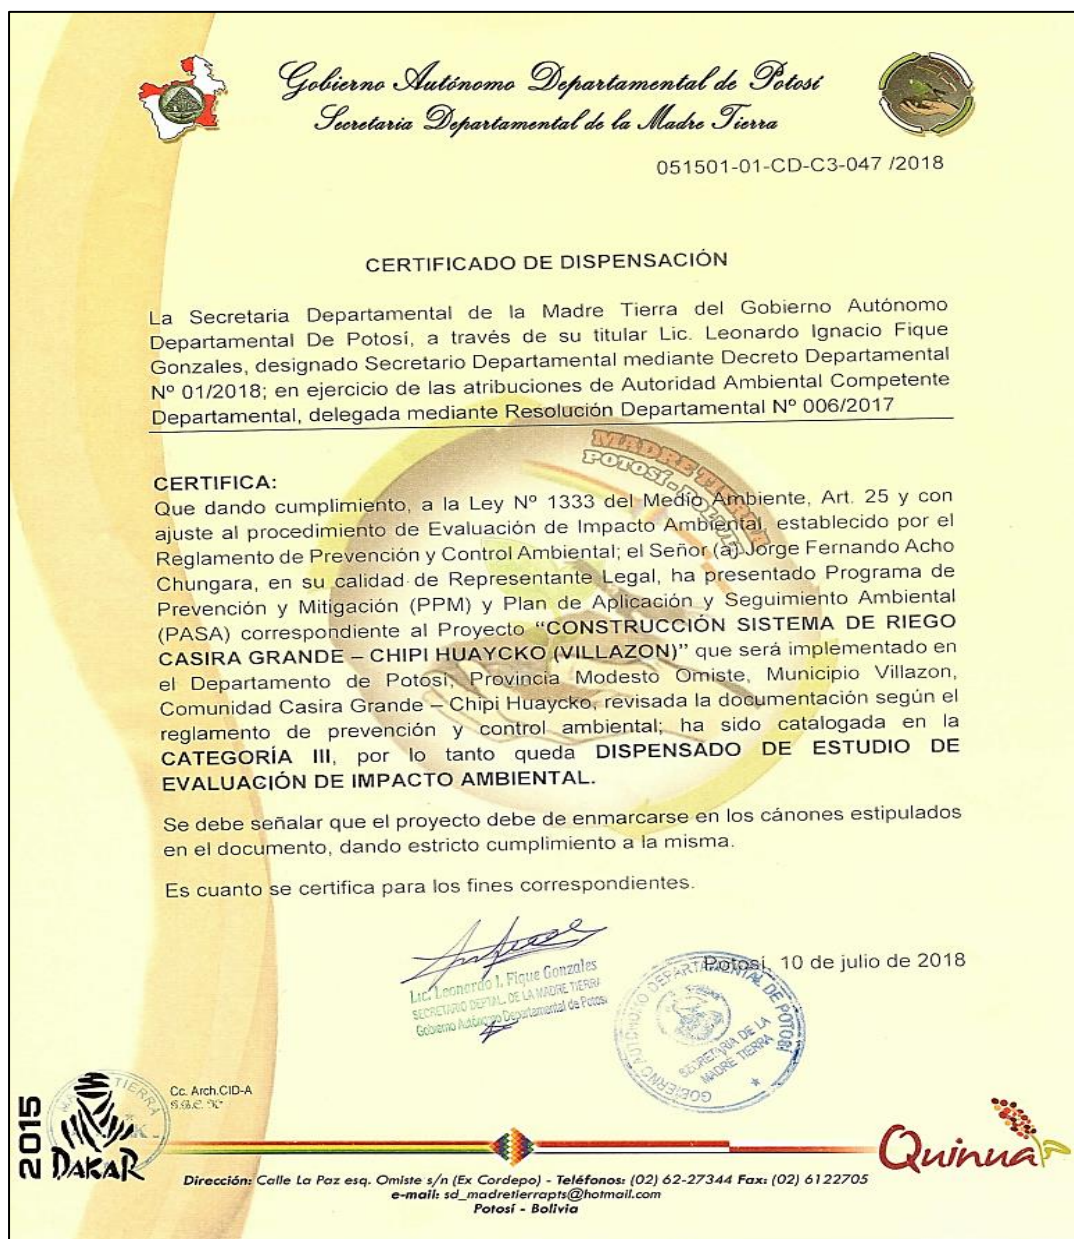 Gobierno Autónomo Departamental de Potosí
Secretaria Departamental de la Madre Tierra
051501-01-CD-C3-047 /2018
CERTIFICADO DE DISPENSACIÓN
La Secretaria Departamental de la Madre Tierra del Gobierno Autónomo
Departamental De Potosí, a través de su titular Lic. Leonardo Ignacio Fique
Gonzales, designado Secretario Departamental mediante Decreto Departamental
Nº 01/2018; en ejercicio de las atribuciones de Autoridad Ambiental Competente
Departamental, delegada mediante Resolución Departamental Nº 006/2017
MADRE TIERRA
POTOSÍ - BOLIVIA
CERTIFICA:
Que dando cumplimiento, a la Ley Nº 1333 del Medio Ambiente, Art. 25 y con
ajuste al procedimiento de Evaluación de Impacto Ambiental, establecido por el
Reglamento de Prevención y Control Ambiental; el Señor (a) Jorge Fernando Acho
Chungara, en su calidad de Representante Legal, ha presentado Programa de
Prevención y Mitigación (PPM) y Plan de Aplicación y Seguimiento Ambiental
(PASA) correspondiente al Proyecto “CONSTRUCCIÓN SISTEMA DE RIEGO
CASIRA GRANDE – CHIPI HUAYCKO (VILLAZON)” que será implementado en
el Departamento de Potosí, Provincia Modesto Omiste, Municipio Villazon,
Comunidad Casira Grande – Chipi Huaycko, revisada la documentación según el
reglamento de prevención y control ambiental; ha sido catalogada en la
CATEGORÍA III, por lo tanto queda DISPENSADO DE ESTUDIO DE
EVALUACIÓN DE IMPACTO AMBIENTAL.
Se debe señalar que el proyecto debe de enmarcarse en los cánones estipulados
en el documento, dando estricto cumplimiento a la misma.
Es cuanto se certifica para los fines correspondientes.
Potosí, 10 de julio de 2018
Lic. Leonardo I. Fique Gonzales
SECRETARIO DEPTAL. DE LA MADRE TIERRA
Gobierno Autónomo Departamental de Potosí
GOBIERNO AUTONOMO DEPARTAMENTAL DE POTOSI
SECRETARIA DE LA
MADRE TIERRA
Cc. Arch.CID-A
2015
DAKAR
Quinua
Dirección: Calle La Paz esq. Omiste s/n (Ex Cordepo) - Teléfonos: (02) 62-27344 Fax: (02) 6122705
e-mail: sd_madretierrapts@hotmail.com
Potosí - Bolivia